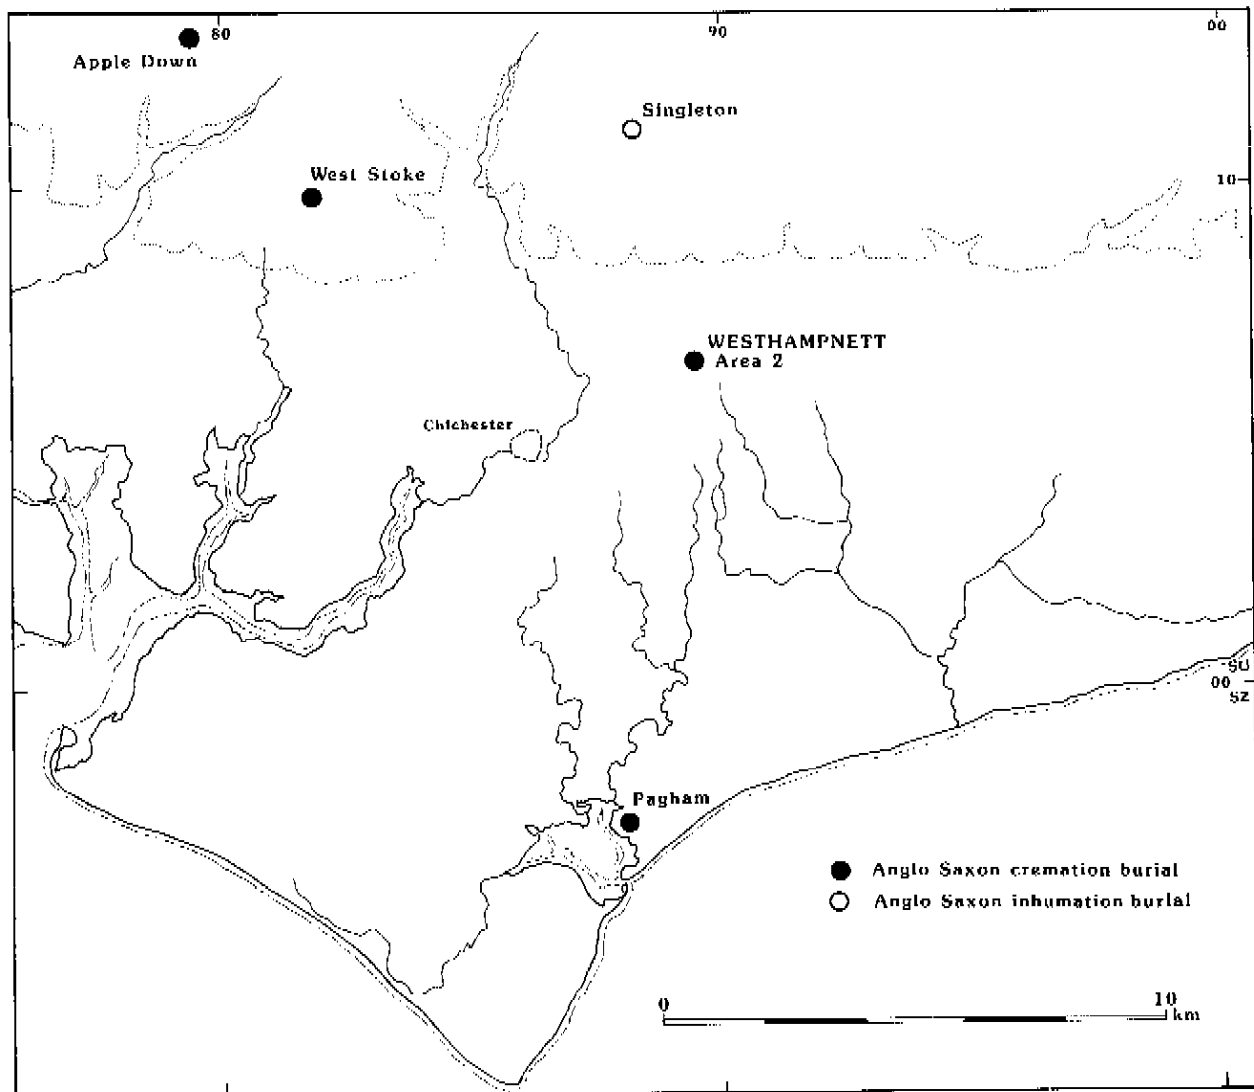 80
90
00
Apple Down
Singleton
West Stoke
10
WESTHAMPNETT
Area 2
Chichester
SU
00
SZ
Pagham
Anglo Saxon cremation burial
Anglo Saxon inhumation burial
0
10
km